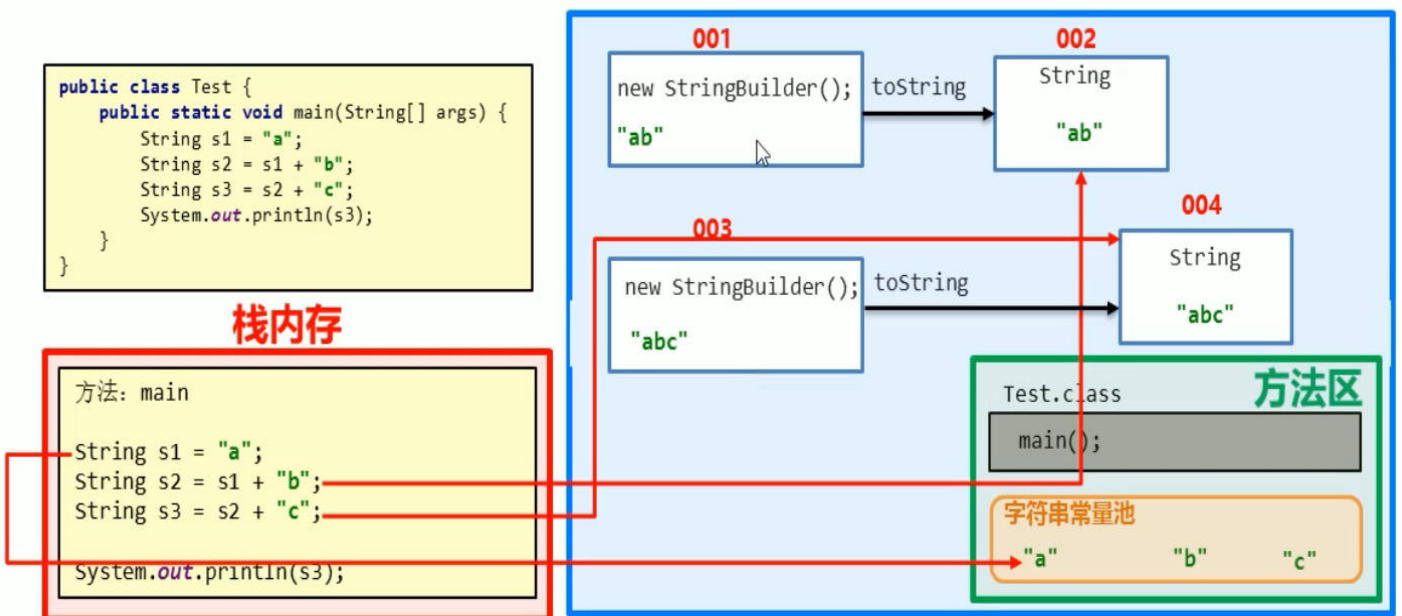 public class Test {
    public static void main(String[] args) {
        String s1 = "a";
        String s2 = s1 + "b";
        String s3 = s2 + "c";
        System.out.println(s3);
    }
}
栈内存
方法: main
String s1 = "a";
String s2 = s1 + "b";
String s3 = s2 + "c";
System.out.println(s3);
001
new StringBuilder();
"ab"
toString
002
String
"ab"
003
new StringBuilder();
"abc"
toString
004
String
"abc"
方法区
Test.class
main();
字符串常量池
"a" "b" "c"